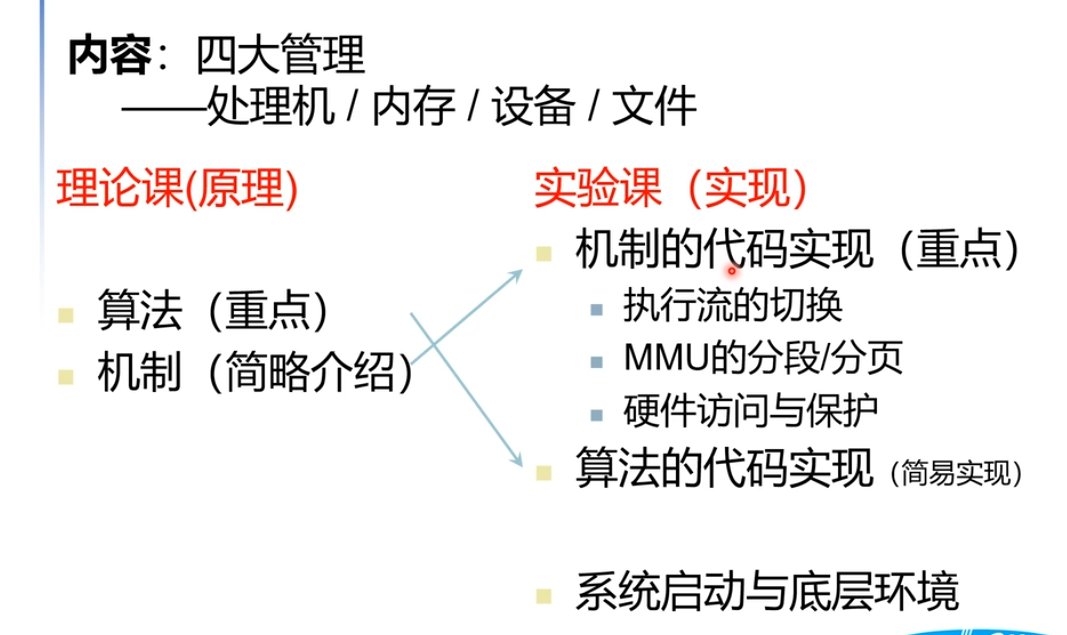 内容：四大管理
——处理机 / 内存 / 设备 / 文件
理论课(原理)
算法（重点）
机制（简略介绍）
实验课（实现）
机制的代码实现（重点）
执行流的切换
MMU的分段/分页
硬件访问与保护
算法的代码实现（简易实现）
系统启动与底层环境